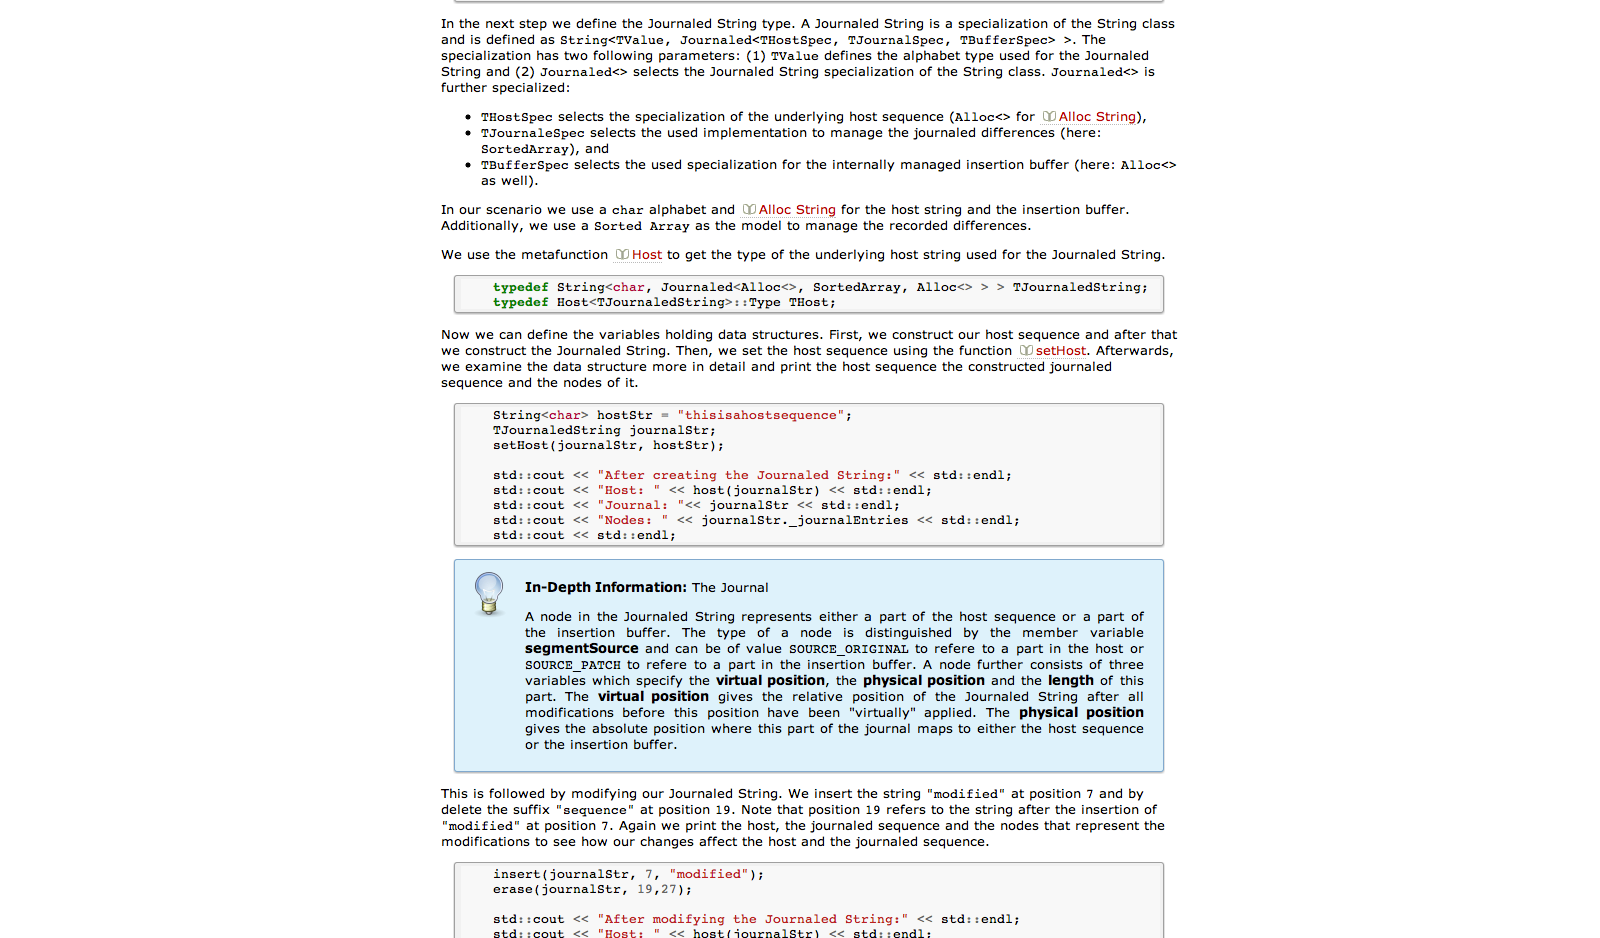 In the next step we define the Journaled String type. A Journaled String is a specialization of the String class
and is defined as String<TValue, Journaled<THostSpec, TJournalSpec, TBufferSpec> >. The
specialization has two following parameters: (1) TValue defines the alphabet type used for the Journaled
String and (2) Journaled<> selects the Journaled String specialization of the String class. Journaled<> is
further specialized:
• THostSpec selects the specialization of the underlying host sequence (Alloc<> for Alloc String),
• TJournaleSpec selects the used implementation to manage the journaled differences (here:
SortedArray), and
• TBufferSpec selects the used specialization for the internally managed insertion buffer (here: Alloc<>
as well).
In our scenario we use a char alphabet and Alloc String for the host string and the insertion buffer.
Additionally, we use a Sorted Array as the model to manage the recorded differences.
We use the metafunction Host to get the type of the underlying host string used for the Journaled String.
typedef String<char, Journaled<Alloc<>, SortedArray, Alloc<> > > TJournaledString;
typedef Host<TJournaledString>::Type THost;
Now we can define the variables holding data structures. First, we construct our host sequence and after that
we construct the Journaled String. Then, we set the host sequence using the function setHost. Afterwards,
we examine the data structure more in detail and print the host sequence the constructed journaled
sequence and the nodes of it.
String<char> hostStr = "thisisahostsequence";
TJournaledString journalStr;
setHost(journalStr, hostStr);
std::cout << "After creating the Journaled String:" << std::endl;
std::cout << "Host: " << host(journalStr) << std::endl;
std::cout << "Journal: "<< journalStr << std::endl;
std::cout << "Nodes: " << journalStr._journalEntries << std::endl;
std::cout << std::endl;
In-Depth Information: The Journal
A node in the Journaled String represents either a part of the host sequence or a part of
the insertion buffer. The type of a node is distinguished by the member variable
segmentSource and can be of value SOURCE_ORIGINAL to refere to a part in the host or
SOURCE_PATCH to refere to a part in the insertion buffer. A node further consists of three
variables which specify the virtual position, the physical position and the length of this
part. The virtual position gives the relative position of the Journaled String after all
modifications before this position have been "virtually" applied. The physical position
gives the absolute position where this part of the journal maps to either the host sequence
or the insertion buffer.
This is followed by modifying our Journaled String. We insert the string "modified" at position 7 and by
delete the suffix "sequence" at position 19. Note that position 19 refers to the string after the insertion of
"modified" at position 7. Again we print the host, the journaled sequence and the nodes that represent the
modifications to see how our changes affect the host and the journaled sequence.
insert(journalStr, 7, "modified");
erase(journalStr, 19,27);
std::cout << "After modifying the Journaled String:" << std::endl;
std::cout << "Host: " << host(journalStr) << std::endl;